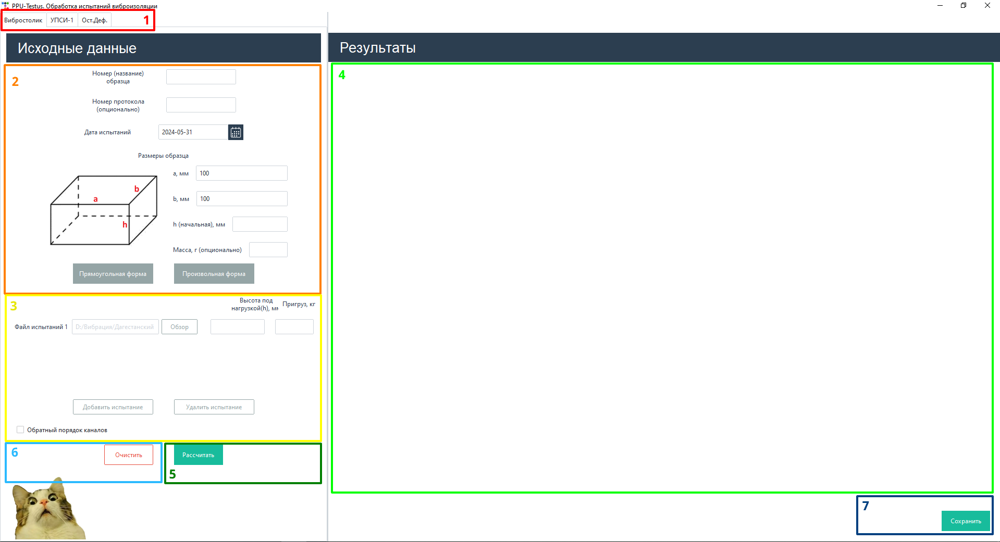 PPU-Testus. Обработка испытаний виброизоляции
Вибростолик УПСИ-1 Ост.Деф. 1
Исходные данные
2
Номер (название)
образца
Номер протокола
(опционально)
Дата испытаний 2024-05-31
Размеры образца
a, мм 100
b, мм 100
h (начальная), мм
Масса, г (опционально)
a
b
h
Прямоугольная форма Произвольная форма
3
Высота под
нагрузкой(h), мм
Пригруз, кг
Файл испытаний 1 D:/Вибрация/Дагестанский Обзор
Добавить испытание Удалить испытание
Обратный порядок каналов
6 Очистить
Рассчитать
5
Результаты
4
7
Сохранить